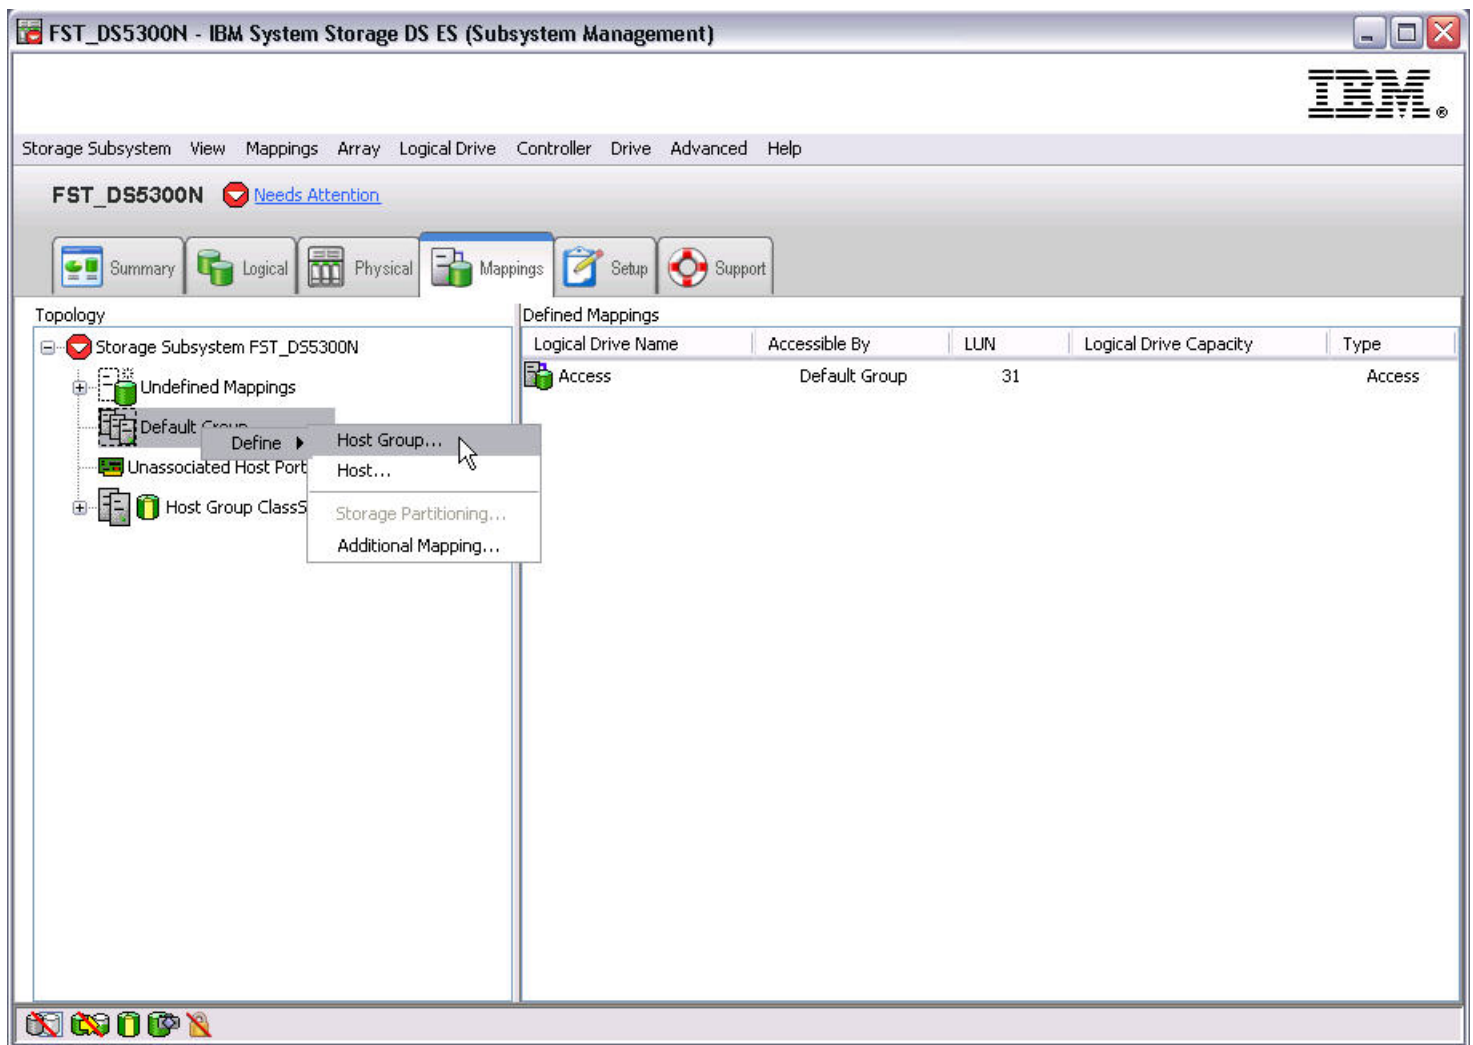 FST_DS5300N - IBM System Storage DS ES (Subsystem Management)
IBM®
Storage Subsystem View Mappings Array Logical Drive Controller Drive Advanced Help
FST_DS5300N Needs Attention
Summary Logical Physical Mappings Setup Support
Topology
Storage Subsystem FST_DS5300N
Undefined Mappings
Default
Unassociated Host Port
Host Group ClassS
Define
Host Group...
Host...
Storage Partitioning...
Additional Mapping...
Defined Mappings
Logical Drive Name Accessible By LUN Logical Drive Capacity Type
Access Default Group 31 Access